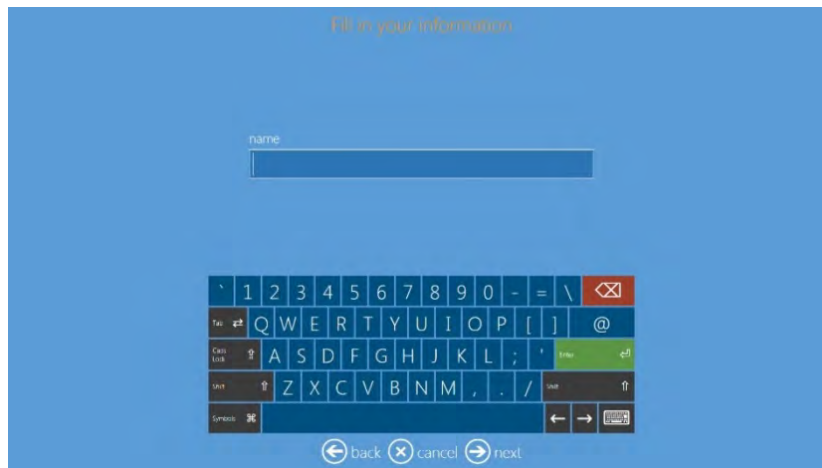 Fill in your information
name
` 1 2 3 4 5 6 7 8 9 0 - = \
Tab Q W E R T Y U I O P [ ] @
Caps Lock A S D F G H J K L ; ' Enter
Shift Z X C V B N M , . / Shift
Symbols
back cancel next